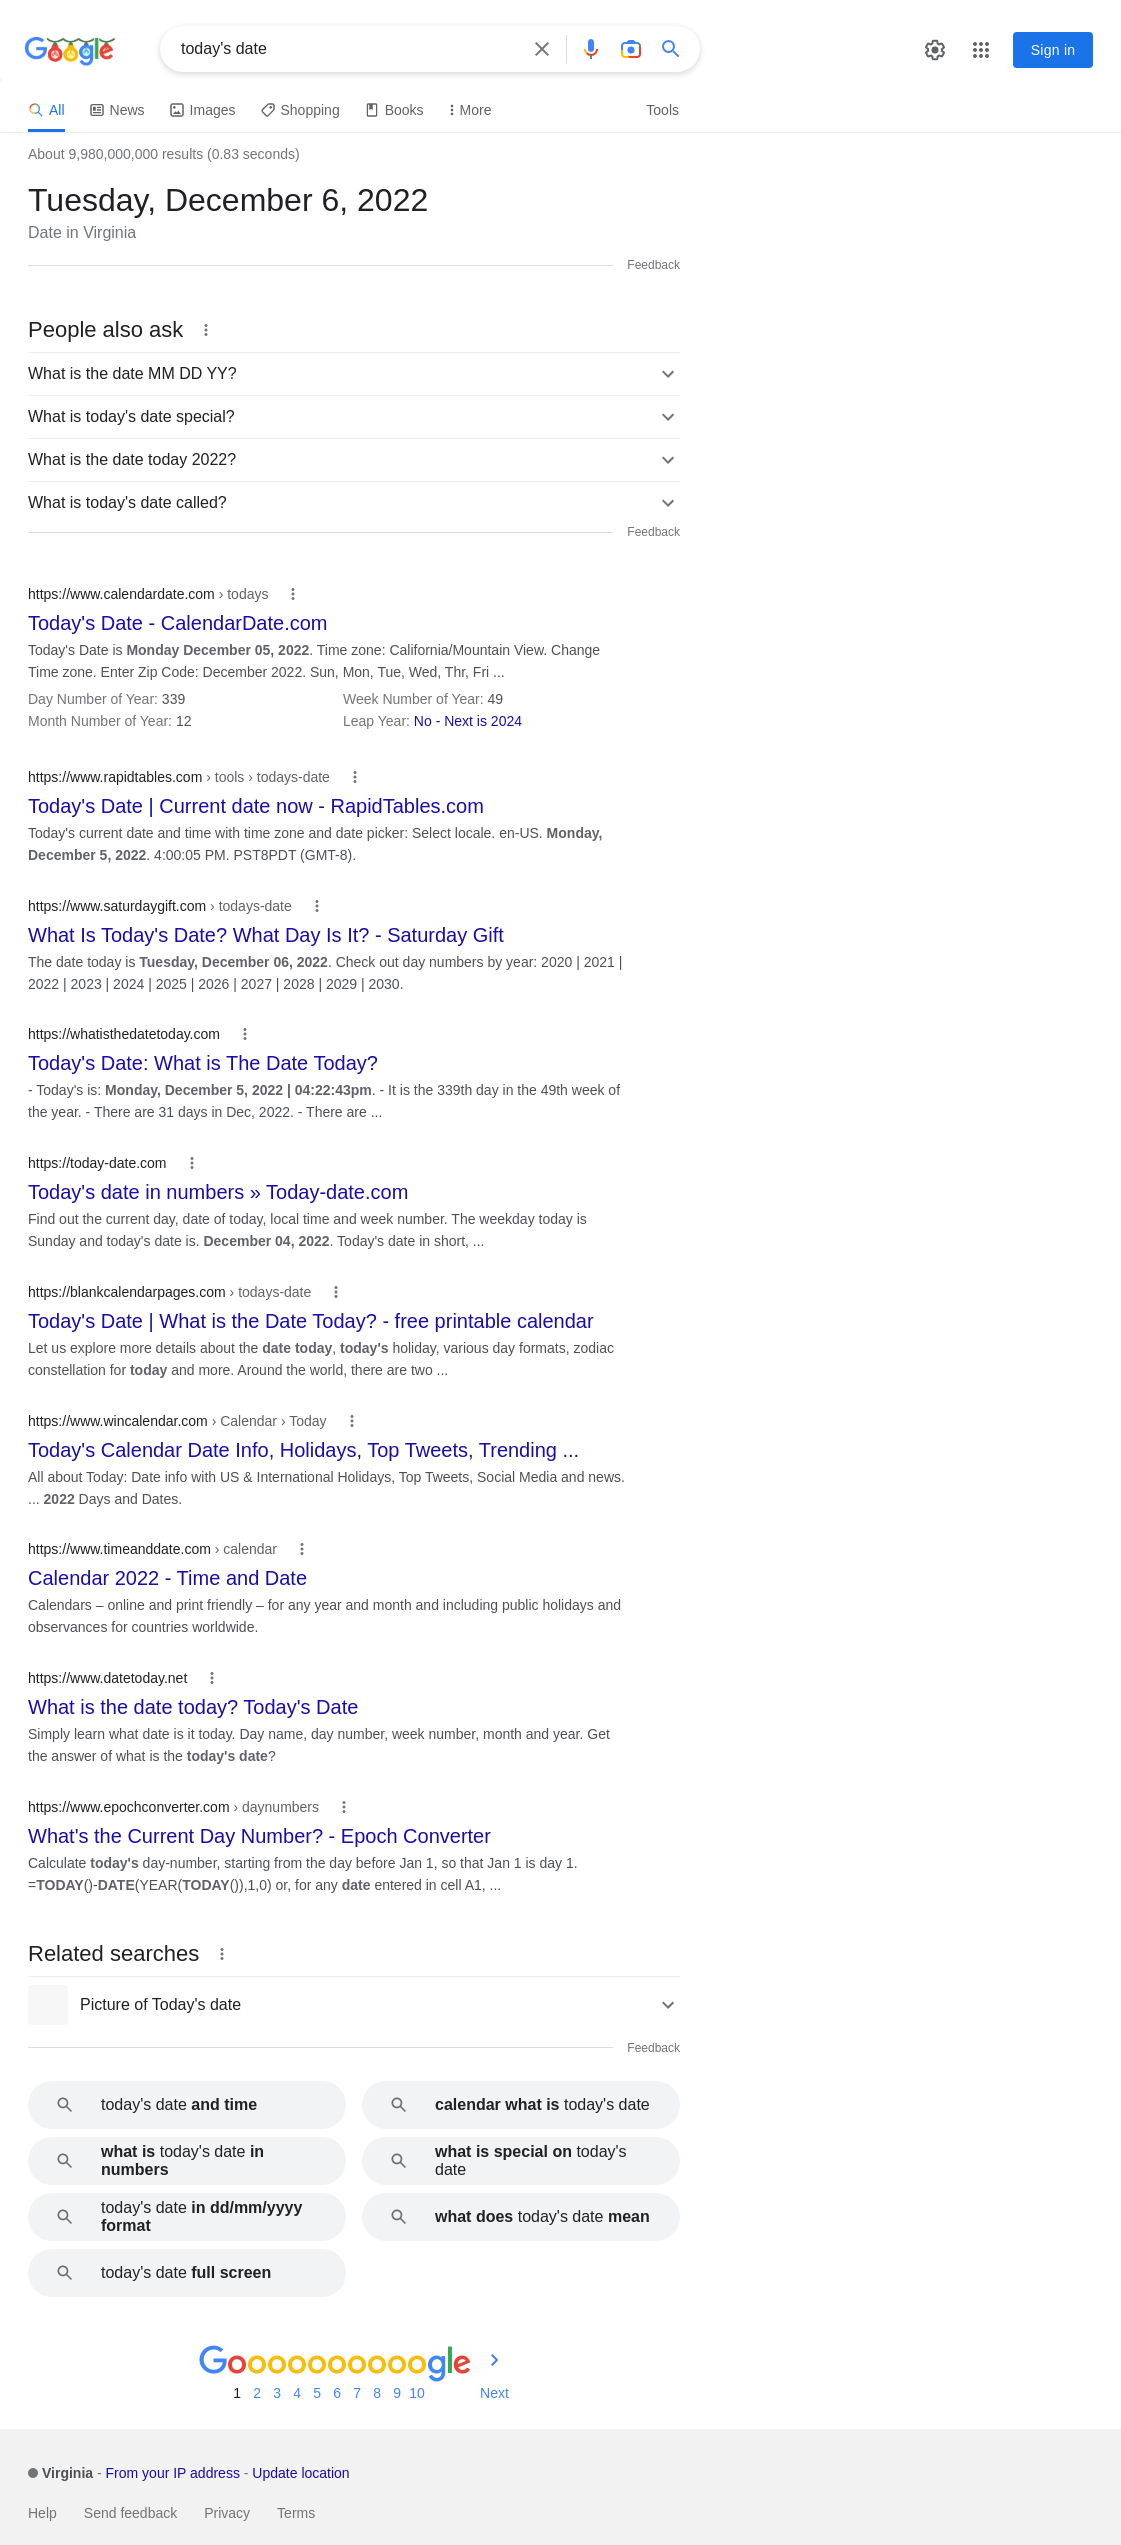 Google
today's date
Sign in
All News Images Shopping Books More Tools
About 9,980,000,000 results (0.83 seconds)
Tuesday, December 6, 2022
Date in Virginia
Feedback
People also ask
What is the date MM DD YY?
What is today's date special?
What is the date today 2022?
What is today's date called?
Feedback
https://www.calendardate.com › todays
Today's Date - CalendarDate.com
Today's Date is Monday December 05, 2022. Time zone: California/Mountain View. Change
Time zone. Enter Zip Code: December 2022. Sun, Mon, Tue, Wed, Thr, Fri ...
Day Number of Year: 339 Week Number of Year: 49
Month Number of Year: 12 Leap Year: No - Next is 2024
https://www.rapidtables.com › tools › todays-date
Today's Date | Current date now - RapidTables.com
Today's current date and time with time zone and date picker: Select locale. en-US. Monday,
December 5, 2022. 4:00:05 PM. PST8PDT (GMT-8).
https://www.saturdaygift.com › todays-date
What Is Today's Date? What Day Is It? - Saturday Gift
The date today is Tuesday, December 06, 2022. Check out day numbers by year: 2020 | 2021 |
2022 | 2023 | 2024 | 2025 | 2026 | 2027 | 2028 | 2029 | 2030.
https://whatisthedatetoday.com
Today's Date: What is The Date Today?
- Today's is: Monday, December 5, 2022 | 04:22:43pm. - It is the 339th day in the 49th week of
the year. - There are 31 days in Dec, 2022. - There are ...
https://today-date.com
Today's date in numbers » Today-date.com
Find out the current day, date of today, local time and week number. The weekday today is
Sunday and today's date is. December 04, 2022. Today's date in short, ...
https://blankcalendarpages.com › todays-date
Today's Date | What is the Date Today? - free printable calendar
Let us explore more details about the date today, today's holiday, various day formats, zodiac
constellation for today and more. Around the world, there are two ...
https://www.wincalendar.com › Calendar › Today
Today's Calendar Date Info, Holidays, Top Tweets, Trending ...
All about Today: Date info with US & International Holidays, Top Tweets, Social Media and news.
... 2022 Days and Dates.
https://www.timeanddate.com › calendar
Calendar 2022 - Time and Date
Calendars – online and print friendly – for any year and month and including public holidays and
observances for countries worldwide.
https://www.datetoday.net
What is the date today? Today's Date
Simply learn what date is it today. Day name, day number, week number, month and year. Get
the answer of what is the today's date?
https://www.epochconverter.com › daynumbers
What's the Current Day Number? - Epoch Converter
Calculate today's day-number, starting from the day before Jan 1, so that Jan 1 is day 1.
=TODAY()-DATE(YEAR(TODAY()),1,0) or, for any date entered in cell A1, ...
Related searches
Picture of Today's date
Feedback
today's date and time
calendar what is today's date
what is today's date in
numbers
what is special on today's
date
today's date in dd/mm/yyyy
format
what does today's date mean
today's date full screen
Goooooooooogle
1 2 3 4 5 6 7 8 9 10 Next
Virginia - From your IP address - Update location
Help Send feedback Privacy Terms